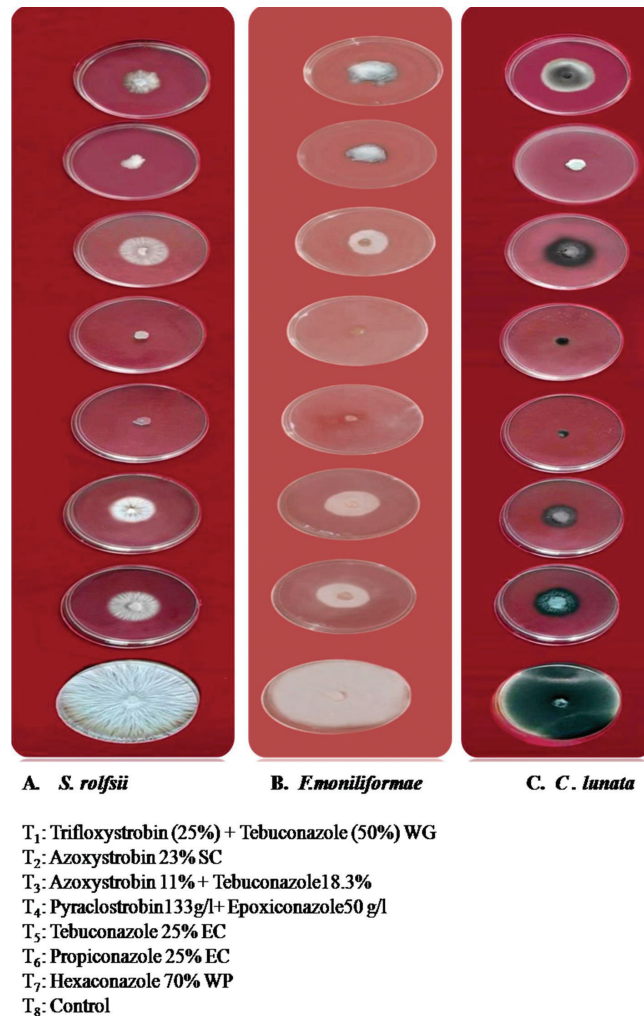 A. S. rolfsii B. F.moniliformae C. C. lunata
T₁: Trifloxystrobin (25%) + Tebuconazole (50%) WG
T₂: Azoxystrobin 23% SC
T₃: Azoxystrobin 11% + Tebuconazole18.3%
T₄: Pyraclostrobin133g/l+ Epoxiconazole50 g/l
T₅: Tebuconazole 25% EC
T₆: Propiconazole 25% EC
T₇: Hexaconazole 70% WP
T₈: Control